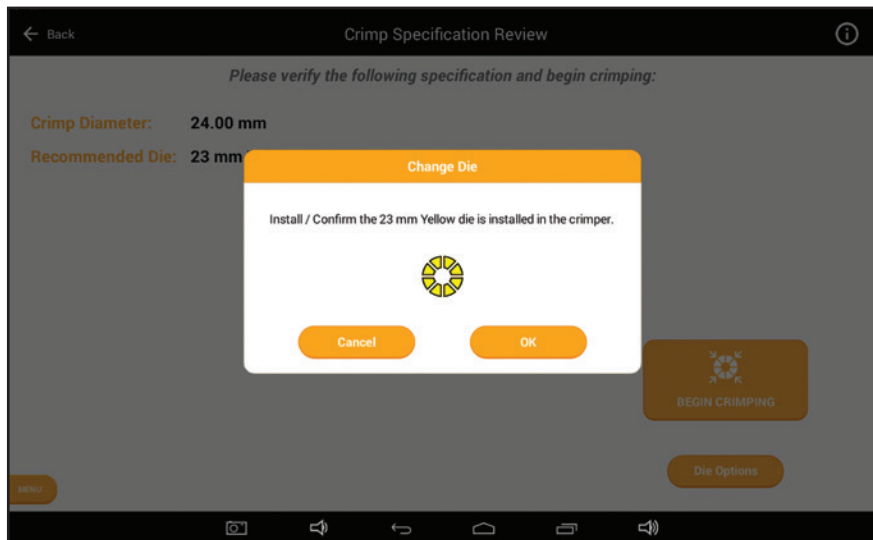 Back
Crimp Specification Review
Please verify the following specification and begin crimping:
Crimp Diameter: 24.00 mm
Recommended Die: 23 mm
Change Die
Install / Confirm the 23 mm Yellow die is installed in the crimper.
Cancel
OK
BEGIN CRIMPING
Die Options
MENU